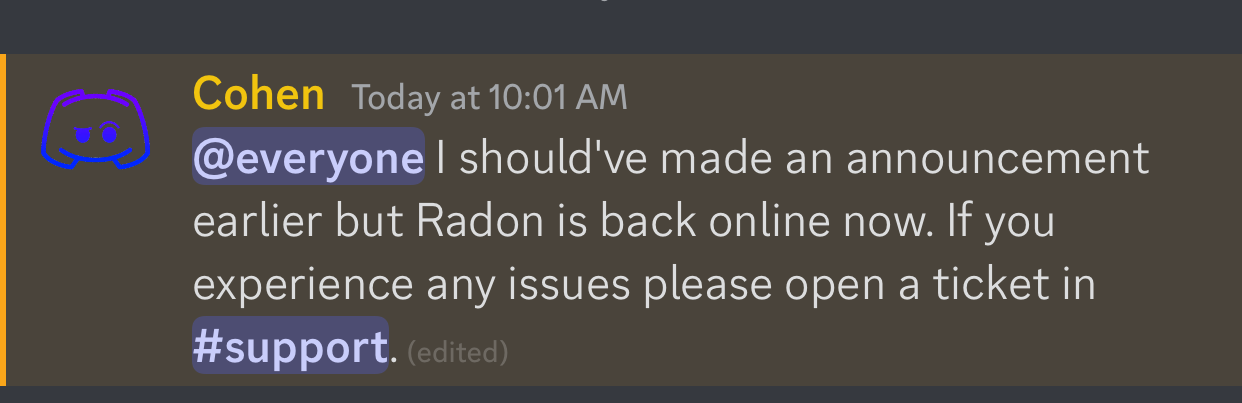 Cohen Today at 10:01 AM
@everyone I should've made an announcement
earlier but Radon is back online now. If you
experience any issues please open a ticket in
#support. (edited)